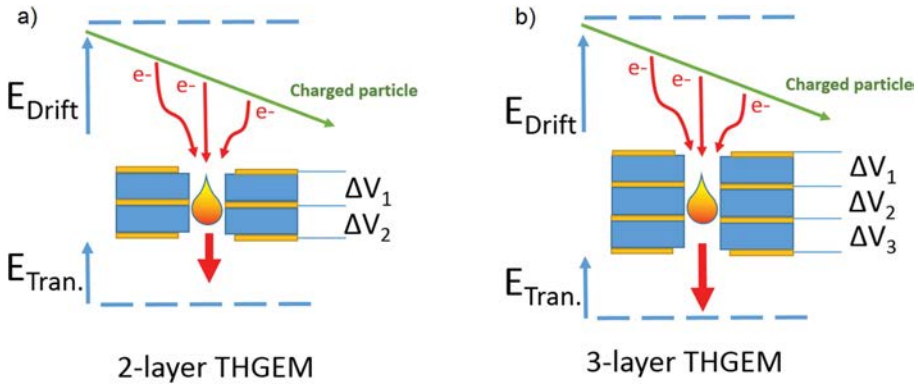 a)
e-
e-
e-
Charged particle
E_Drift
ΔV_1
ΔV_2
E_Tran.
2-layer THGEM
b)
e-
e-
e-
Charged particle
E_Drift
ΔV_1
ΔV_2
ΔV_3
E_Tran.
3-layer THGEM